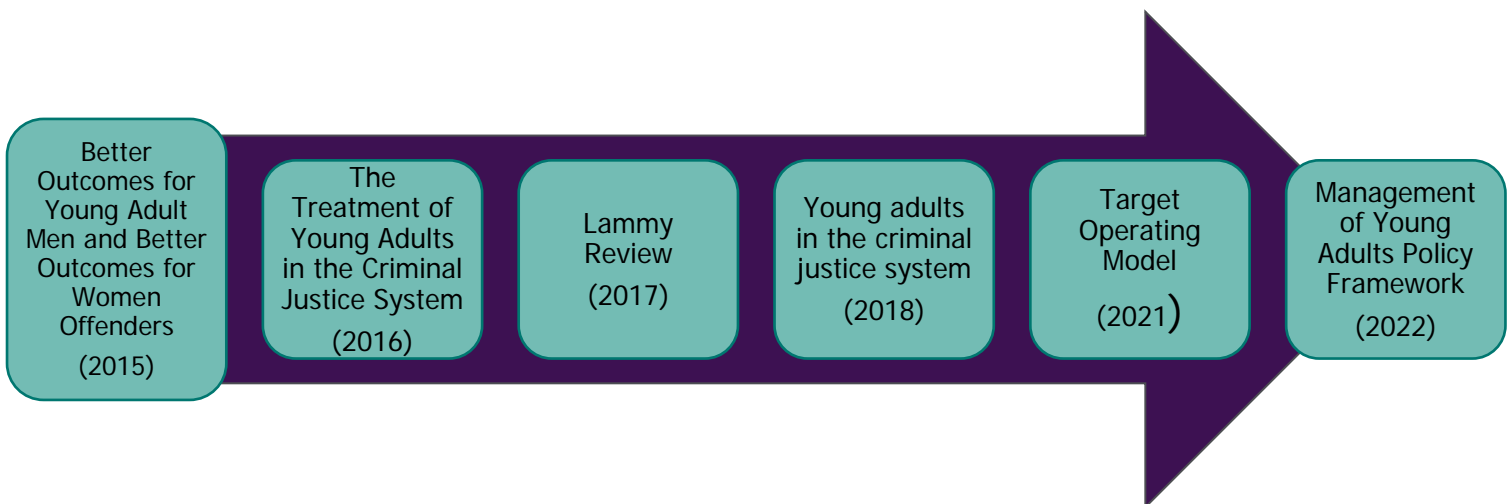 Better
Outcomes for
Young Adult
Men and Better
Outcomes for
Women
Offenders
(2015)
The
Treatment of
Young Adults
in the Criminal
Justice System
(2016)
Lammy
Review
(2017)
Young adults
in the criminal
justice system
(2018)
Target
Operating
Model
(2021)
Management
of Young
Adults Policy
Framework
(2022)